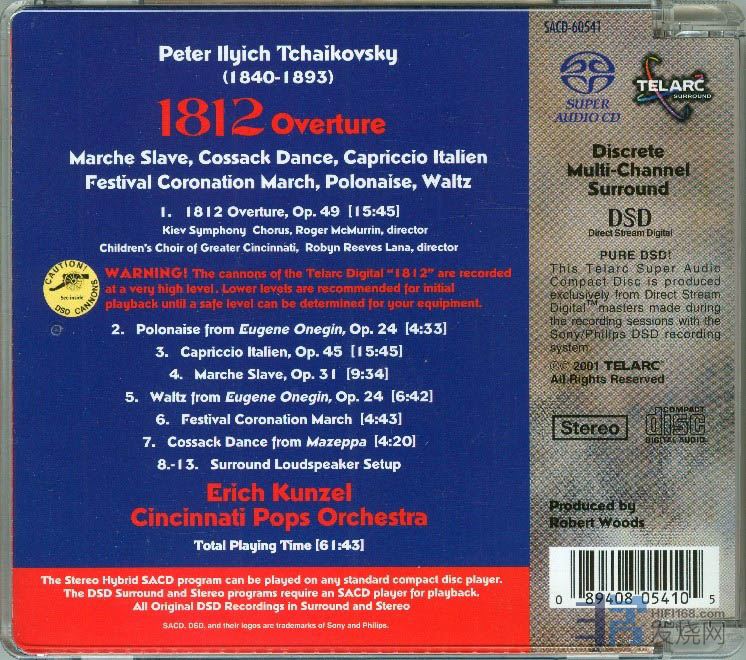 Peter Ilyich Tchaikovsky
(1840-1893)
1812 Overture
Marche Slave, Cossack Dance, Capriccio Italien
Festival Coronation March, Polonaise, Waltz
1. 1812 Overture, Op. 49 [15:45]
Kiev Symphony Chorus, Roger McMurrin, director
Children's Choir of Greater Cincinnati, Robyn Reeves Lana, director
CAUTION!
See inside
DSD CANNONS
WARNING! The cannons of the Telarc Digital "1812" are recorded
at a very high level. Lower levels are recommended for initial
playback until a safe level can be determined for your equipment.
2. Polonaise from Eugene Onegin, Op. 24 [4:33]
3. Capriccio Italien, Op. 45 [15:45]
4. Marche Slave, Op. 31 [9:34]
5. Waltz from Eugene Onegin, Op. 24 [6:42]
6. Festival Coronation March [4:43]
7. Cossack Dance from Mazeppa [4:20]
8.-13. Surround Loudspeaker Setup
Erich Kunzel
Cincinnati Pops Orchestra
Total Playing Time [61:43]
The Stereo Hybrid SACD program can be played on any standard compact disc player.
The DSD Surround and Stereo programs require an SACD player for playback.
All Original DSD Recordings in Surround and Stereo
SACD, DSD, and their logos are trademarks of Sony and Philips.
SACD-60541
SUPER
AUDIO CD
TELARC
SURROUND
Discrete
Multi-Channel
Surround
DSD
Direct Stream Digital
PURE DSD!
This Telarc Super Audio
Compact Disc is produced
exclusively from Direct Stream
Digital™ masters made during
the recording sessions with the
Sony/Philips DSD recording
system.
℗© 2001 TELARC®
All Rights Reserved
Stereo
COMPACT
disc
DIGITAL AUDIO
Produced by
Robert Woods
0 89408 05410 5
HIFI168.com
发烧网